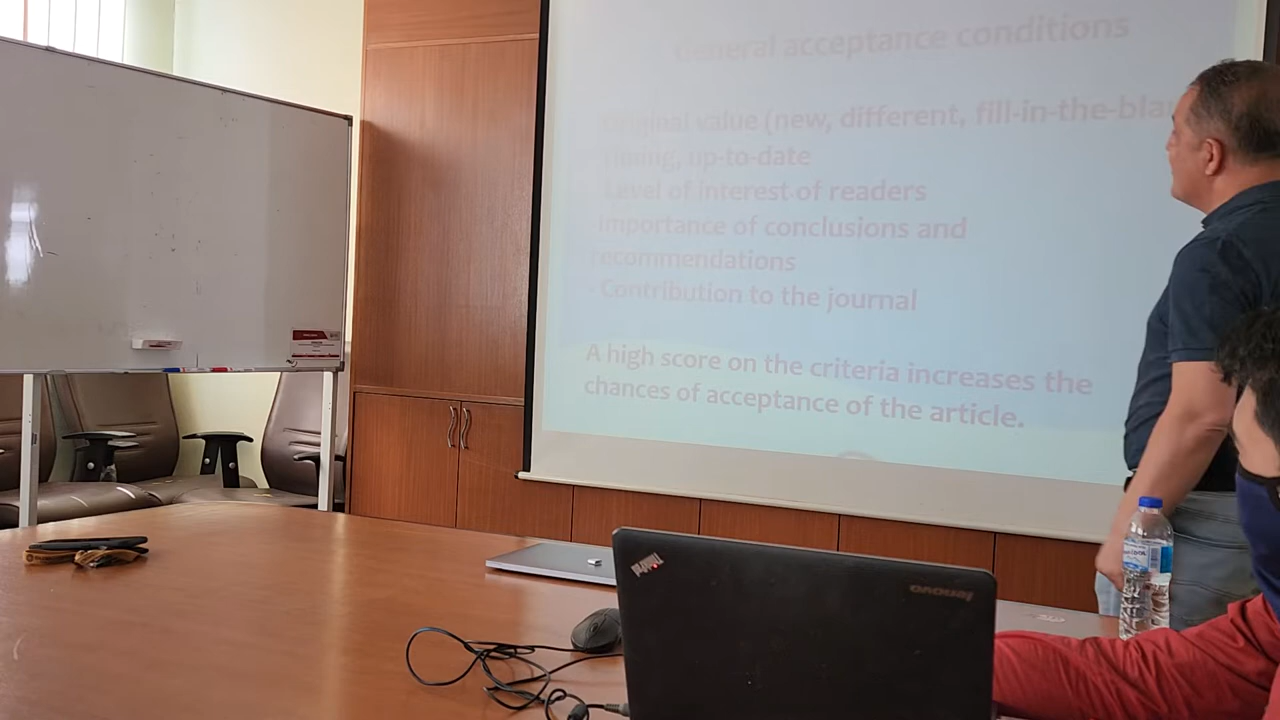 General acceptance conditions
Original value (new, different, fill-in-the-bla
Timing, up-to-date
-Level of interest of readers
-Importance of conclusions and
recommendations
- Contribution to the journal
A high score on the criteria increases the
chances of acceptance of the article.
ThinkPad
lenovo